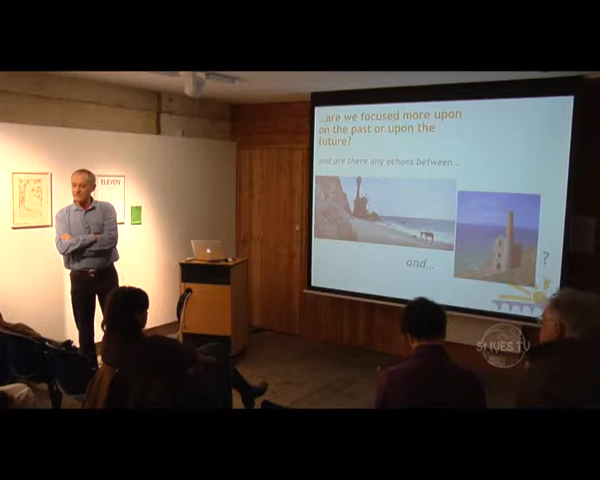 ...are we focused more upon
on the past or upon the
future?
and are there any echoes between...
and...
?
ELEVEN
St IVES TV